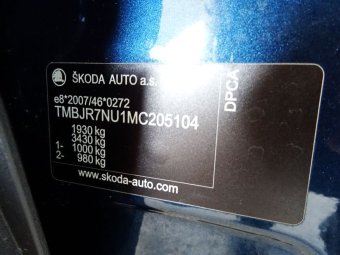 ŠKODA AUTO a.s.
e8*2007/46*0272
TMBJR7NU1MC205104
1930 kg
3430 kg
1- 1000 kg
2- 980 kg
www.skoda-auto.com
DPCA